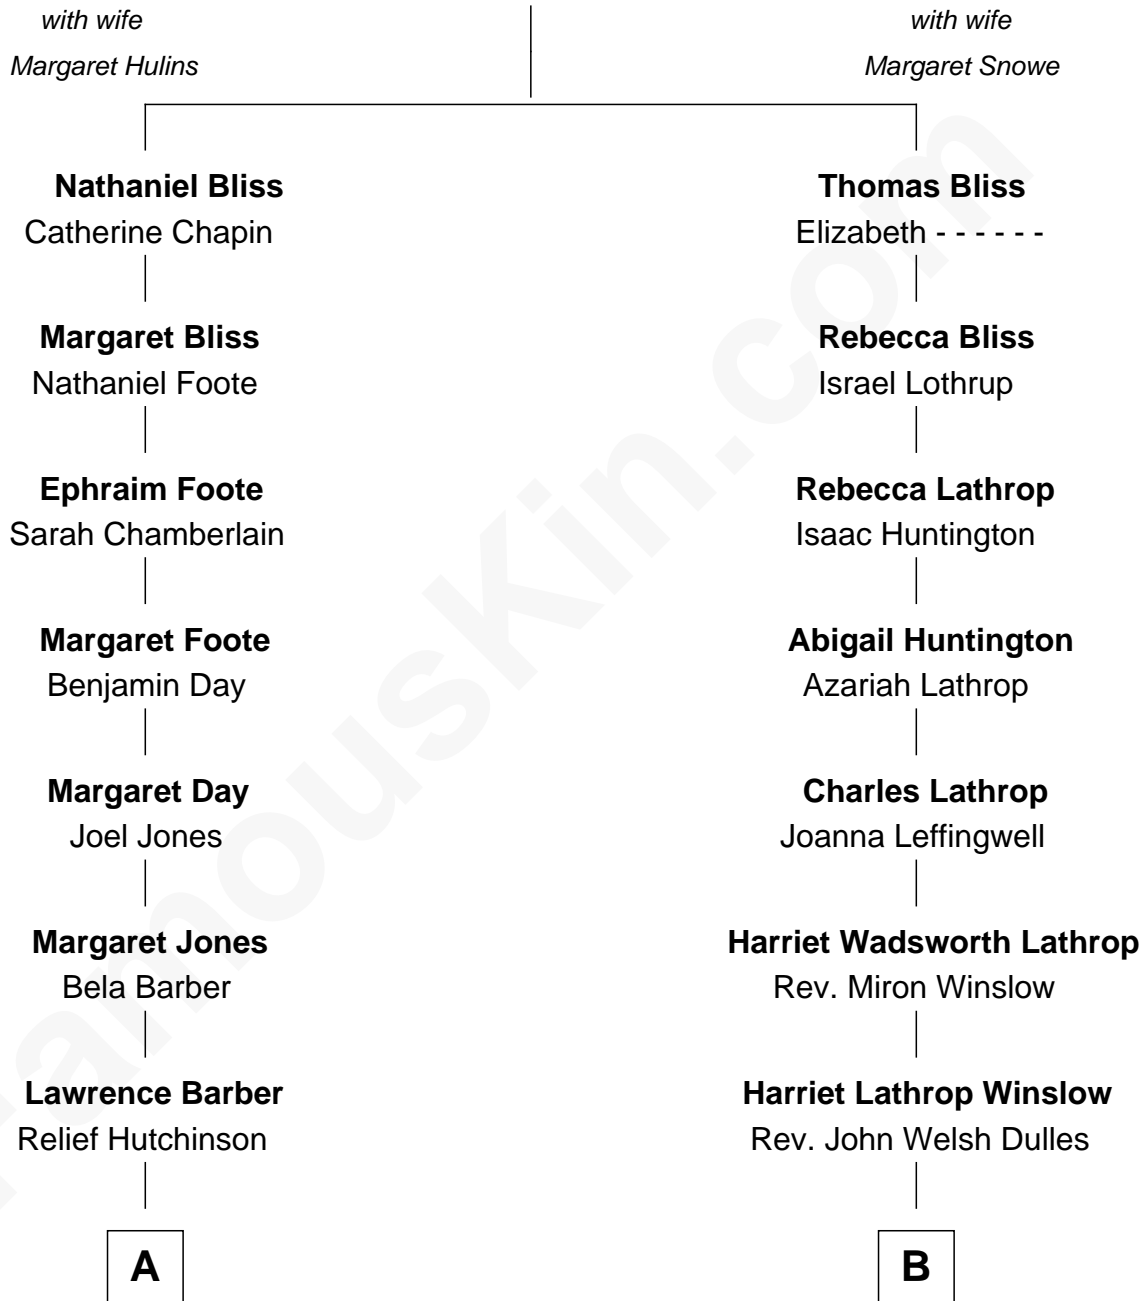 with wife
Margaret Hulins
with wife
Margaret Snowe
Nathaniel Bliss
Catherine Chapin
Thomas Bliss
Elizabeth - - - - - -
Margaret Bliss
Nathaniel Foote
Rebecca Bliss
Israel Lothrup
Ephraim Foote
Sarah Chamberlain
Rebecca Lathrop
Isaac Huntington
Margaret Foote
Benjamin Day
Abigail Huntington
Azariah Lathrop
Margaret Day
Joel Jones
Charles Lathrop
Joanna Leffingwell
Margaret Jones
Bela Barber
Harriet Wadsworth Lathrop
Rev. Miron Winslow
Lawrence Barber
Relief Hutchinson
Harriet Lathrop Winslow
Rev. John Welsh Dulles
A
B
FamousKin.com